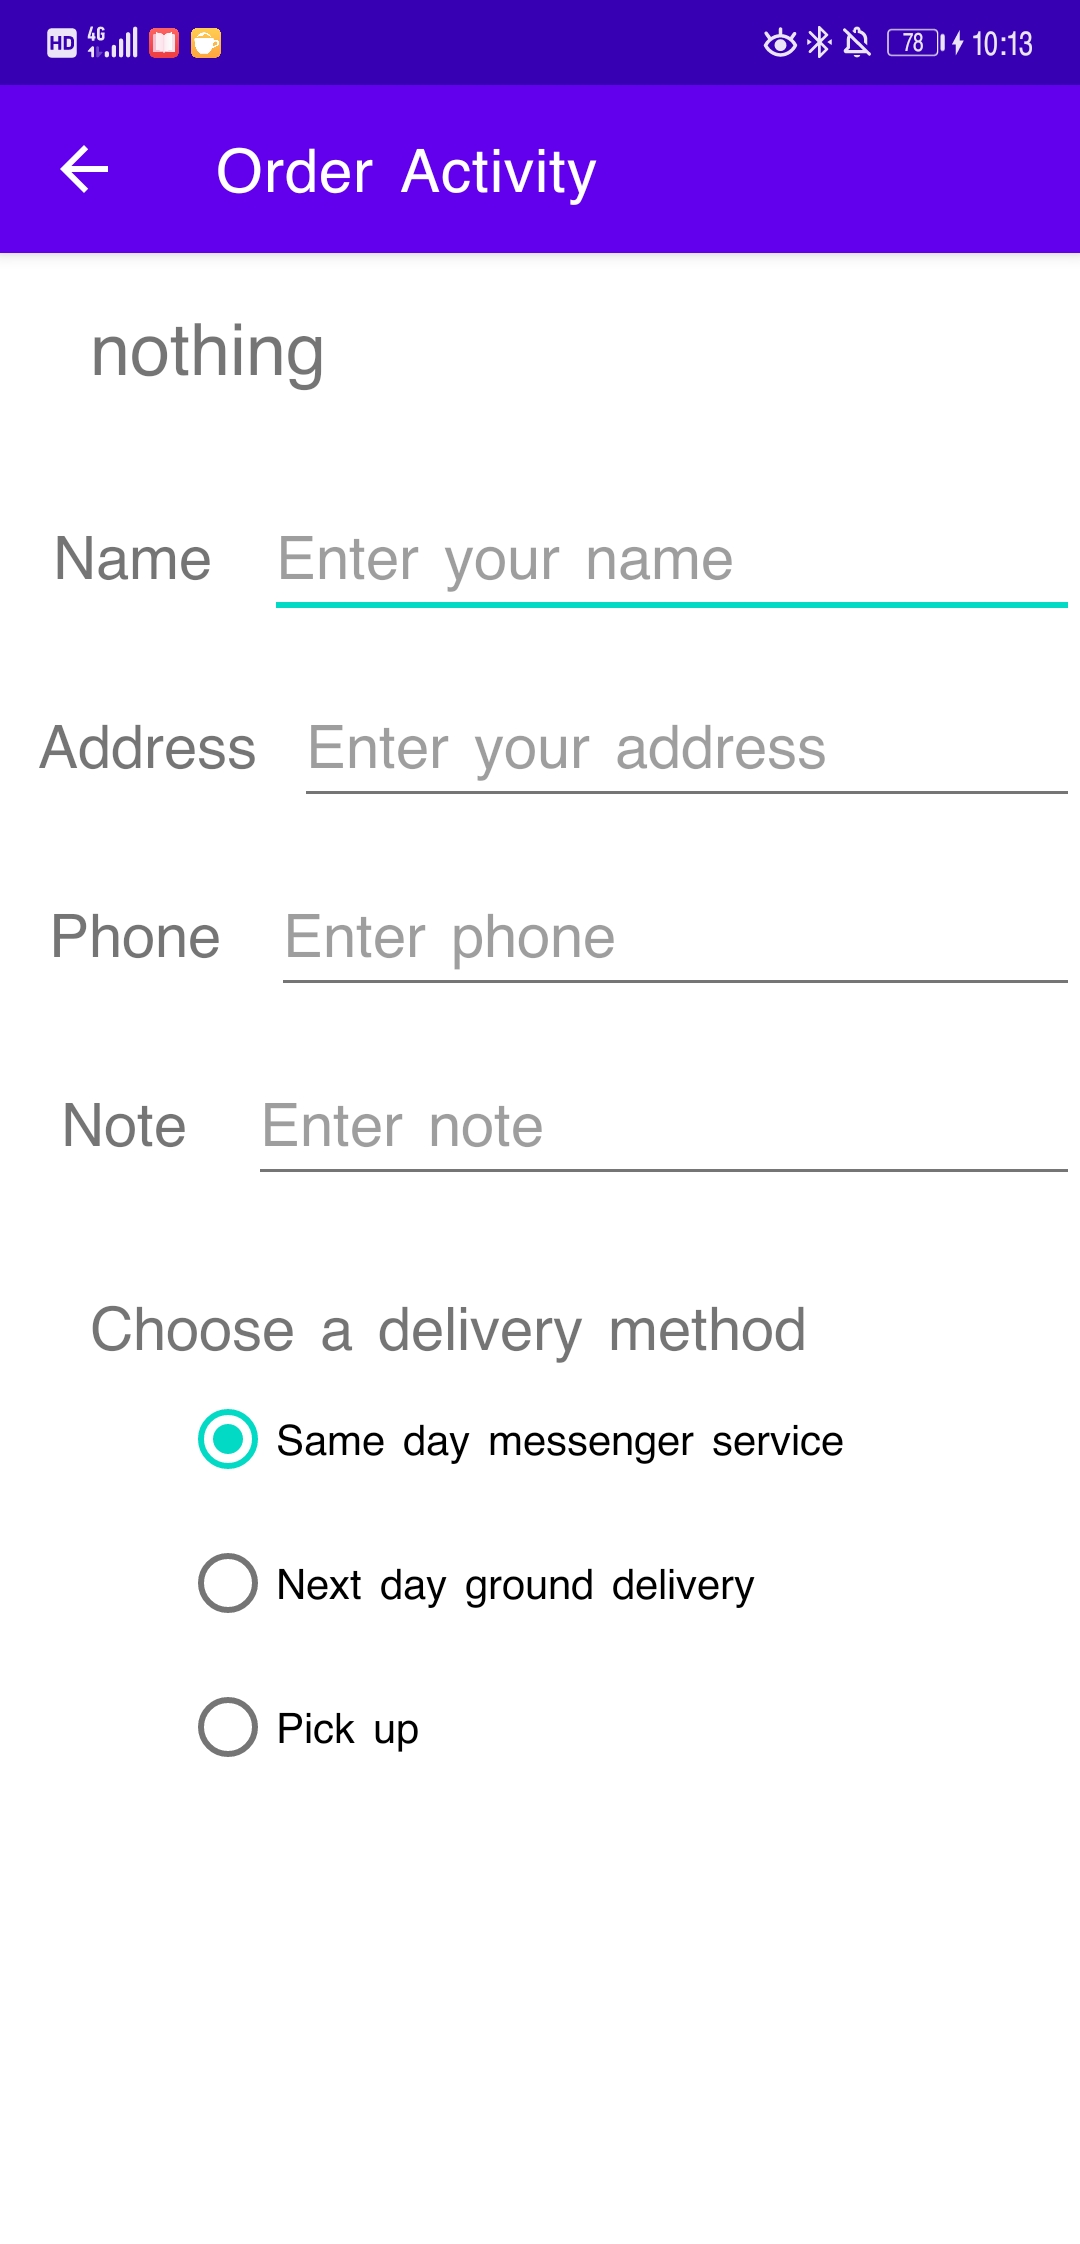 HD 4G 78 10:13
Order Activity
nothing
Name Enter your name
Address Enter your address
Phone Enter phone
Note Enter note
Choose a delivery method
Same day messenger service
Next day ground delivery
Pick up